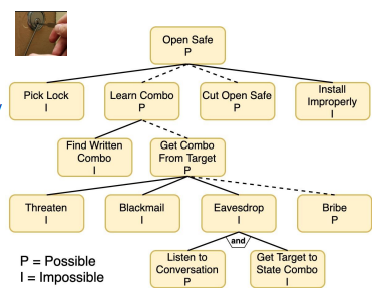 Open Safe
P
Pick Lock
I
Learn Combo
P
Cut Open Safe
P
Install
Improperly
I
Find Written
Combo
I
Get Combo
From Target
P
Threaten
I
Blackmail
I
Eavesdrop
I
Bribe
P
and
Listen to
Conversation
P
Get Target to
State Combo
I
P = Possible
I = Impossible